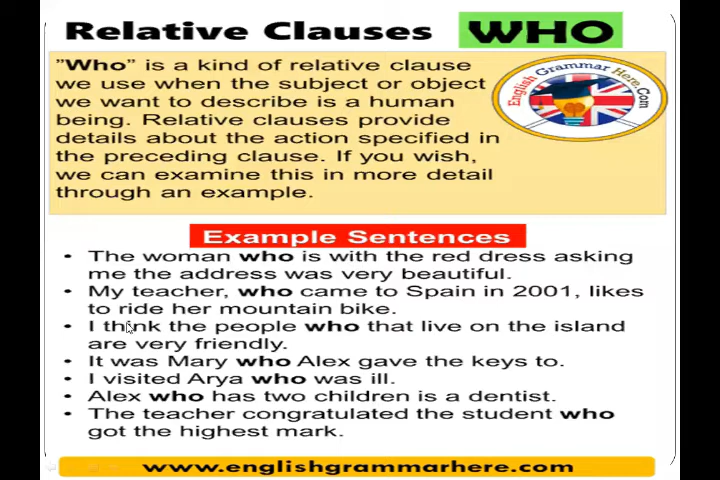 Relative Clauses WHO
"Who" is a kind of relative clause
we use when the subject or object
we want to describe is a human
being. Relative clauses provide
details about the action specified in
the preceding clause. If you wish,
we can examine this in more detail
through an example.
English Grammar Here.Com
Example Sentences
• The woman who is with the red dress asking
me the address was very beautiful.
• My teacher, who came to Spain in 2001, likes
to ride her mountain bike.
• I think the people who that live on the island
are very friendly.
• It was Mary who Alex gave the keys to.
• I visited Arya who was ill.
• Alex who has two children is a dentist.
• The teacher congratulated the student who
got the highest mark.
www.englishgrammarhere.com